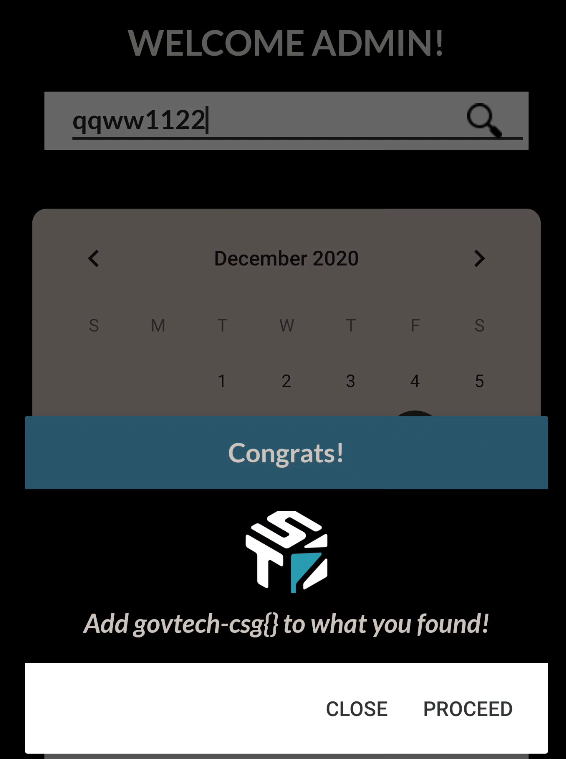 WELCOME ADMIN!
qqww1122
December 2020
S M T W T F S
1 2 3 4 5
Congrats!
Add govtech-csg{} to what you found!
CLOSE PROCEED